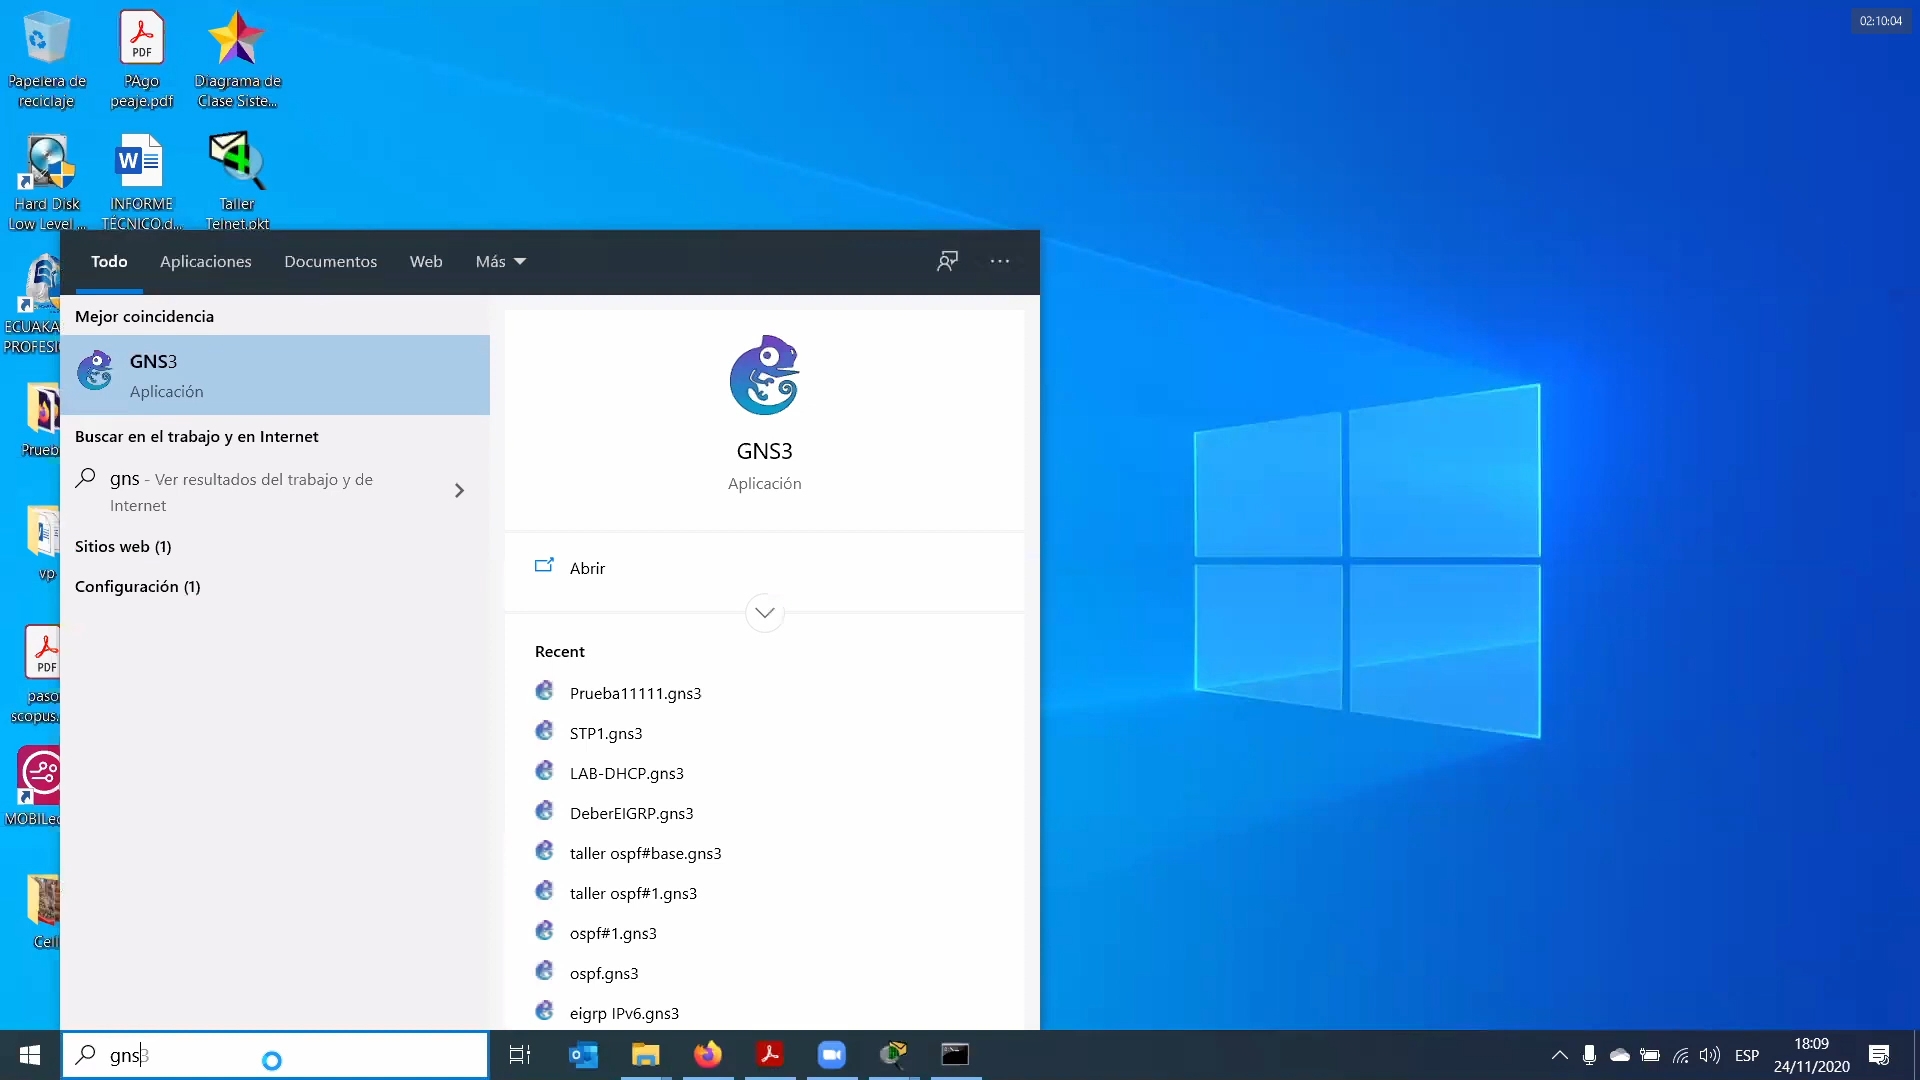 02:10:04
Papelera de
reciclaje
PDF
PAgo
peaje.pdf
Diagrama de
Clase Siste...
Hard Disk
Low Level ...
W
INFORME
TÉCNICO.d...
Taller
Telnet.pkt
Todo
Aplicaciones
Documentos
Web
Más
Mejor coincidencia
GNS3
Aplicación
Buscar en el trabajo y en Internet
gns - Ver resultados del trabajo y de
Internet
Sitios web (1)
Configuración (1)
GNS3
Aplicación
Abrir
Recent
Prueba11111.gns3
STP1.gns3
LAB-DHCP.gns3
DeberEIGRP.gns3
taller ospf#base.gns3
taller ospf#1.gns3
ospf#1.gns3
ospf.gns3
eigrp IPv6.gns3
ECUAKA
PROFESI
Prueb
vp
PDF
paso
scopus.
MOBILe
Cell
gns3
ESP
18:09
24/11/2020